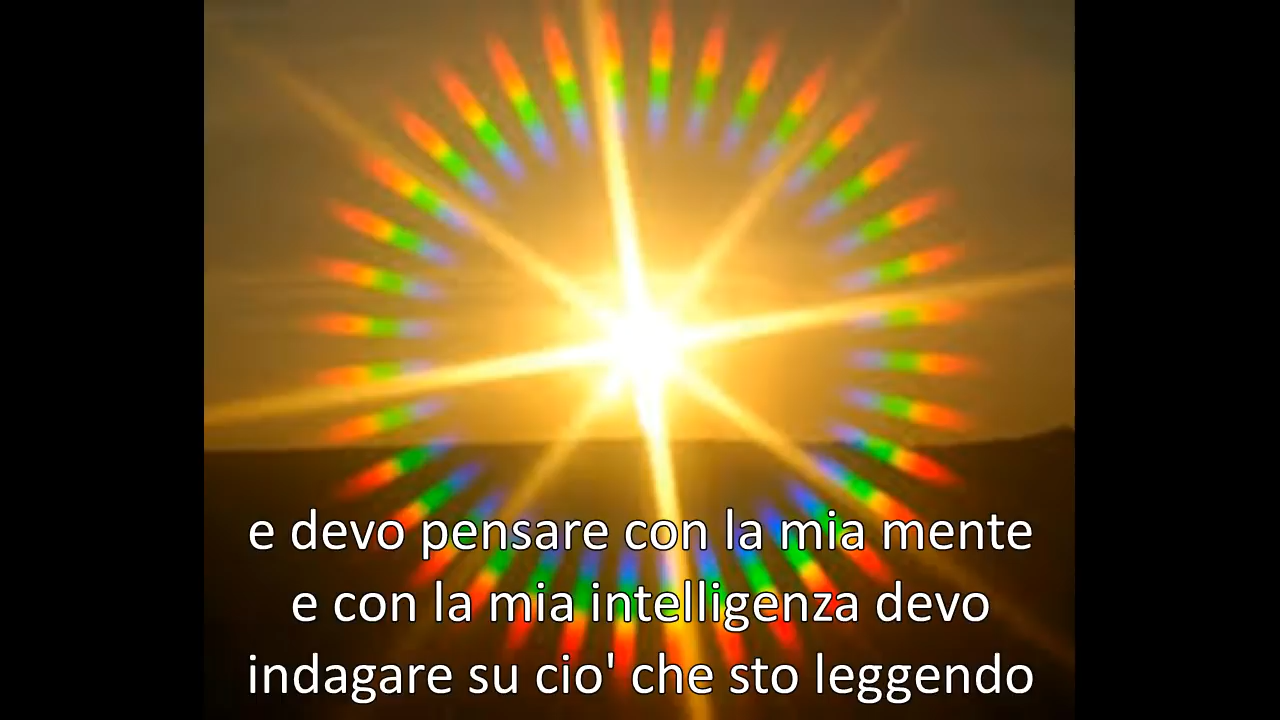 e devo pensare con la mia mente
e con la mia intelligenza devo
indagare su cio' che sto leggendo